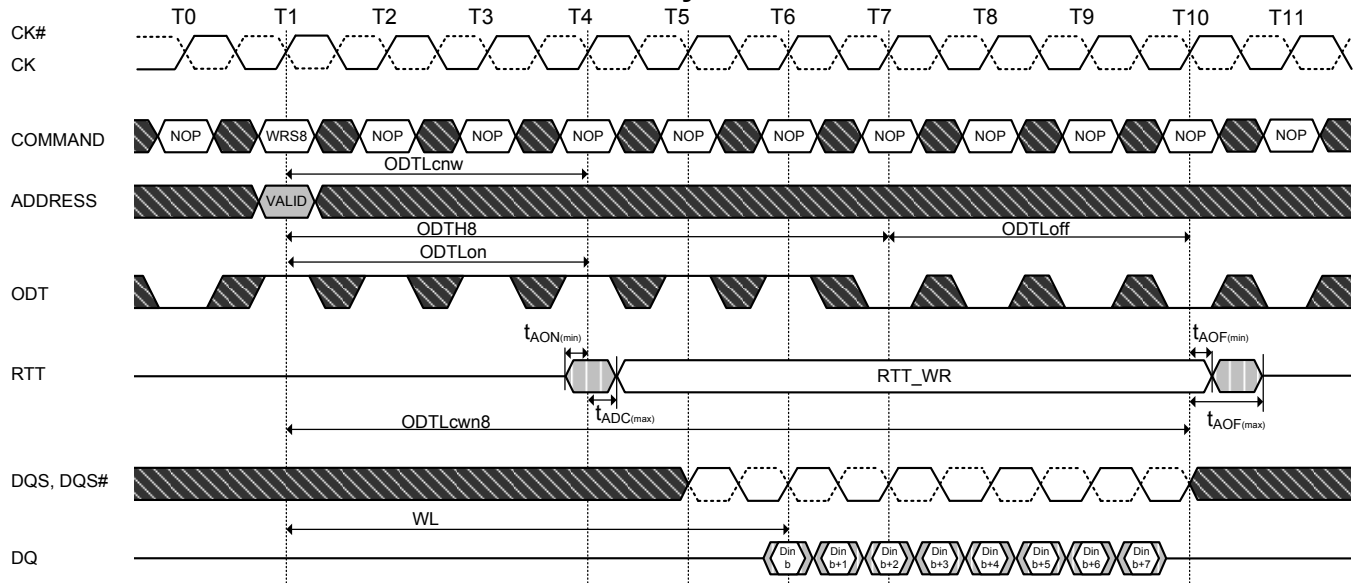 T0 T1 T2 T3 T4 T5 T6 T7 T8 T9 T10 T11
CK#
CK
COMMAND NOP WRS8 NOP NOP NOP NOP NOP NOP NOP NOP NOP NOP
ODTLcnw
ADDRESS VALID
ODTH8 ODTLoff
ODTLon
ODT
tAON(min) tAOF(min)
RTT RTT_WR
tADC(max) tAOF(max)
ODTLcwn8
DQS, DQS#
WL
DQ Din b Din b+1 Din b+2 Din b+3 Din b+4 Din b+5 Din b+6 Din b+7